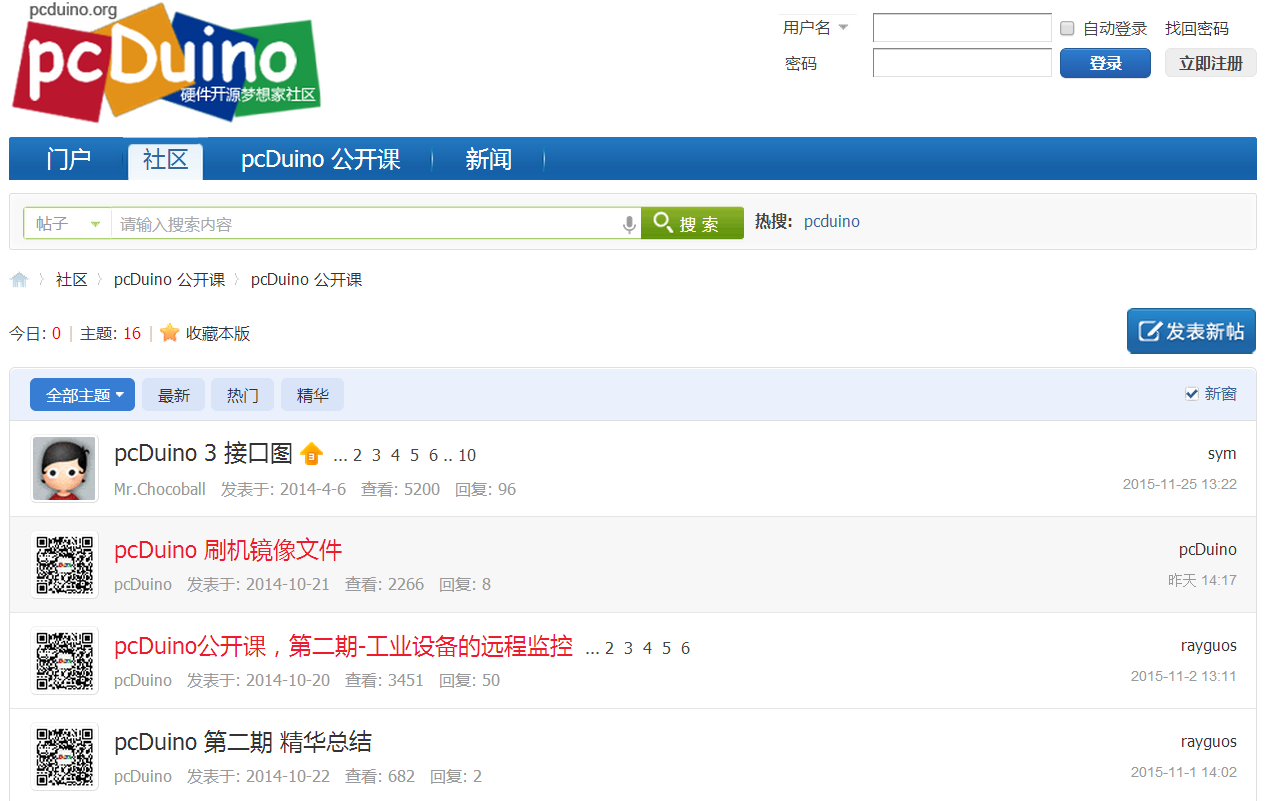 pcduino.org
pcDuino
硬件开源梦想家社区
用户名 自动登录 找回密码
密码 登录 立即注册
门户 社区 pcDuino 公开课 新闻
帖子 请输入搜索内容 搜索 热搜: pcduino
社区 pcDuino 公开课 pcDuino 公开课
今日: 0 | 主题: 16 | 收藏本版 发表新帖
全部主题 最新 热门 精华 新窗
pcDuino 3 接口图 3 ... 2 3 4 5 6 .. 10 sym
Mr.Chocoball 发表于: 2014-4-6 查看: 5200 回复: 96 2015-11-25 13:22
pcDuino 刷机镜像文件 pcDuino
pcDuino 发表于: 2014-10-21 查看: 2266 回复: 8 昨天 14:17
pcDuino公开课，第二期-工业设备的远程监控 ... 2 3 4 5 6 rayguos
pcDuino 发表于: 2014-10-20 查看: 3451 回复: 50 2015-11-2 13:11
pcDuino 第二期 精华总结 rayguos
pcDuino 发表于: 2014-10-22 查看: 682 回复: 2 2015-11-1 14:02